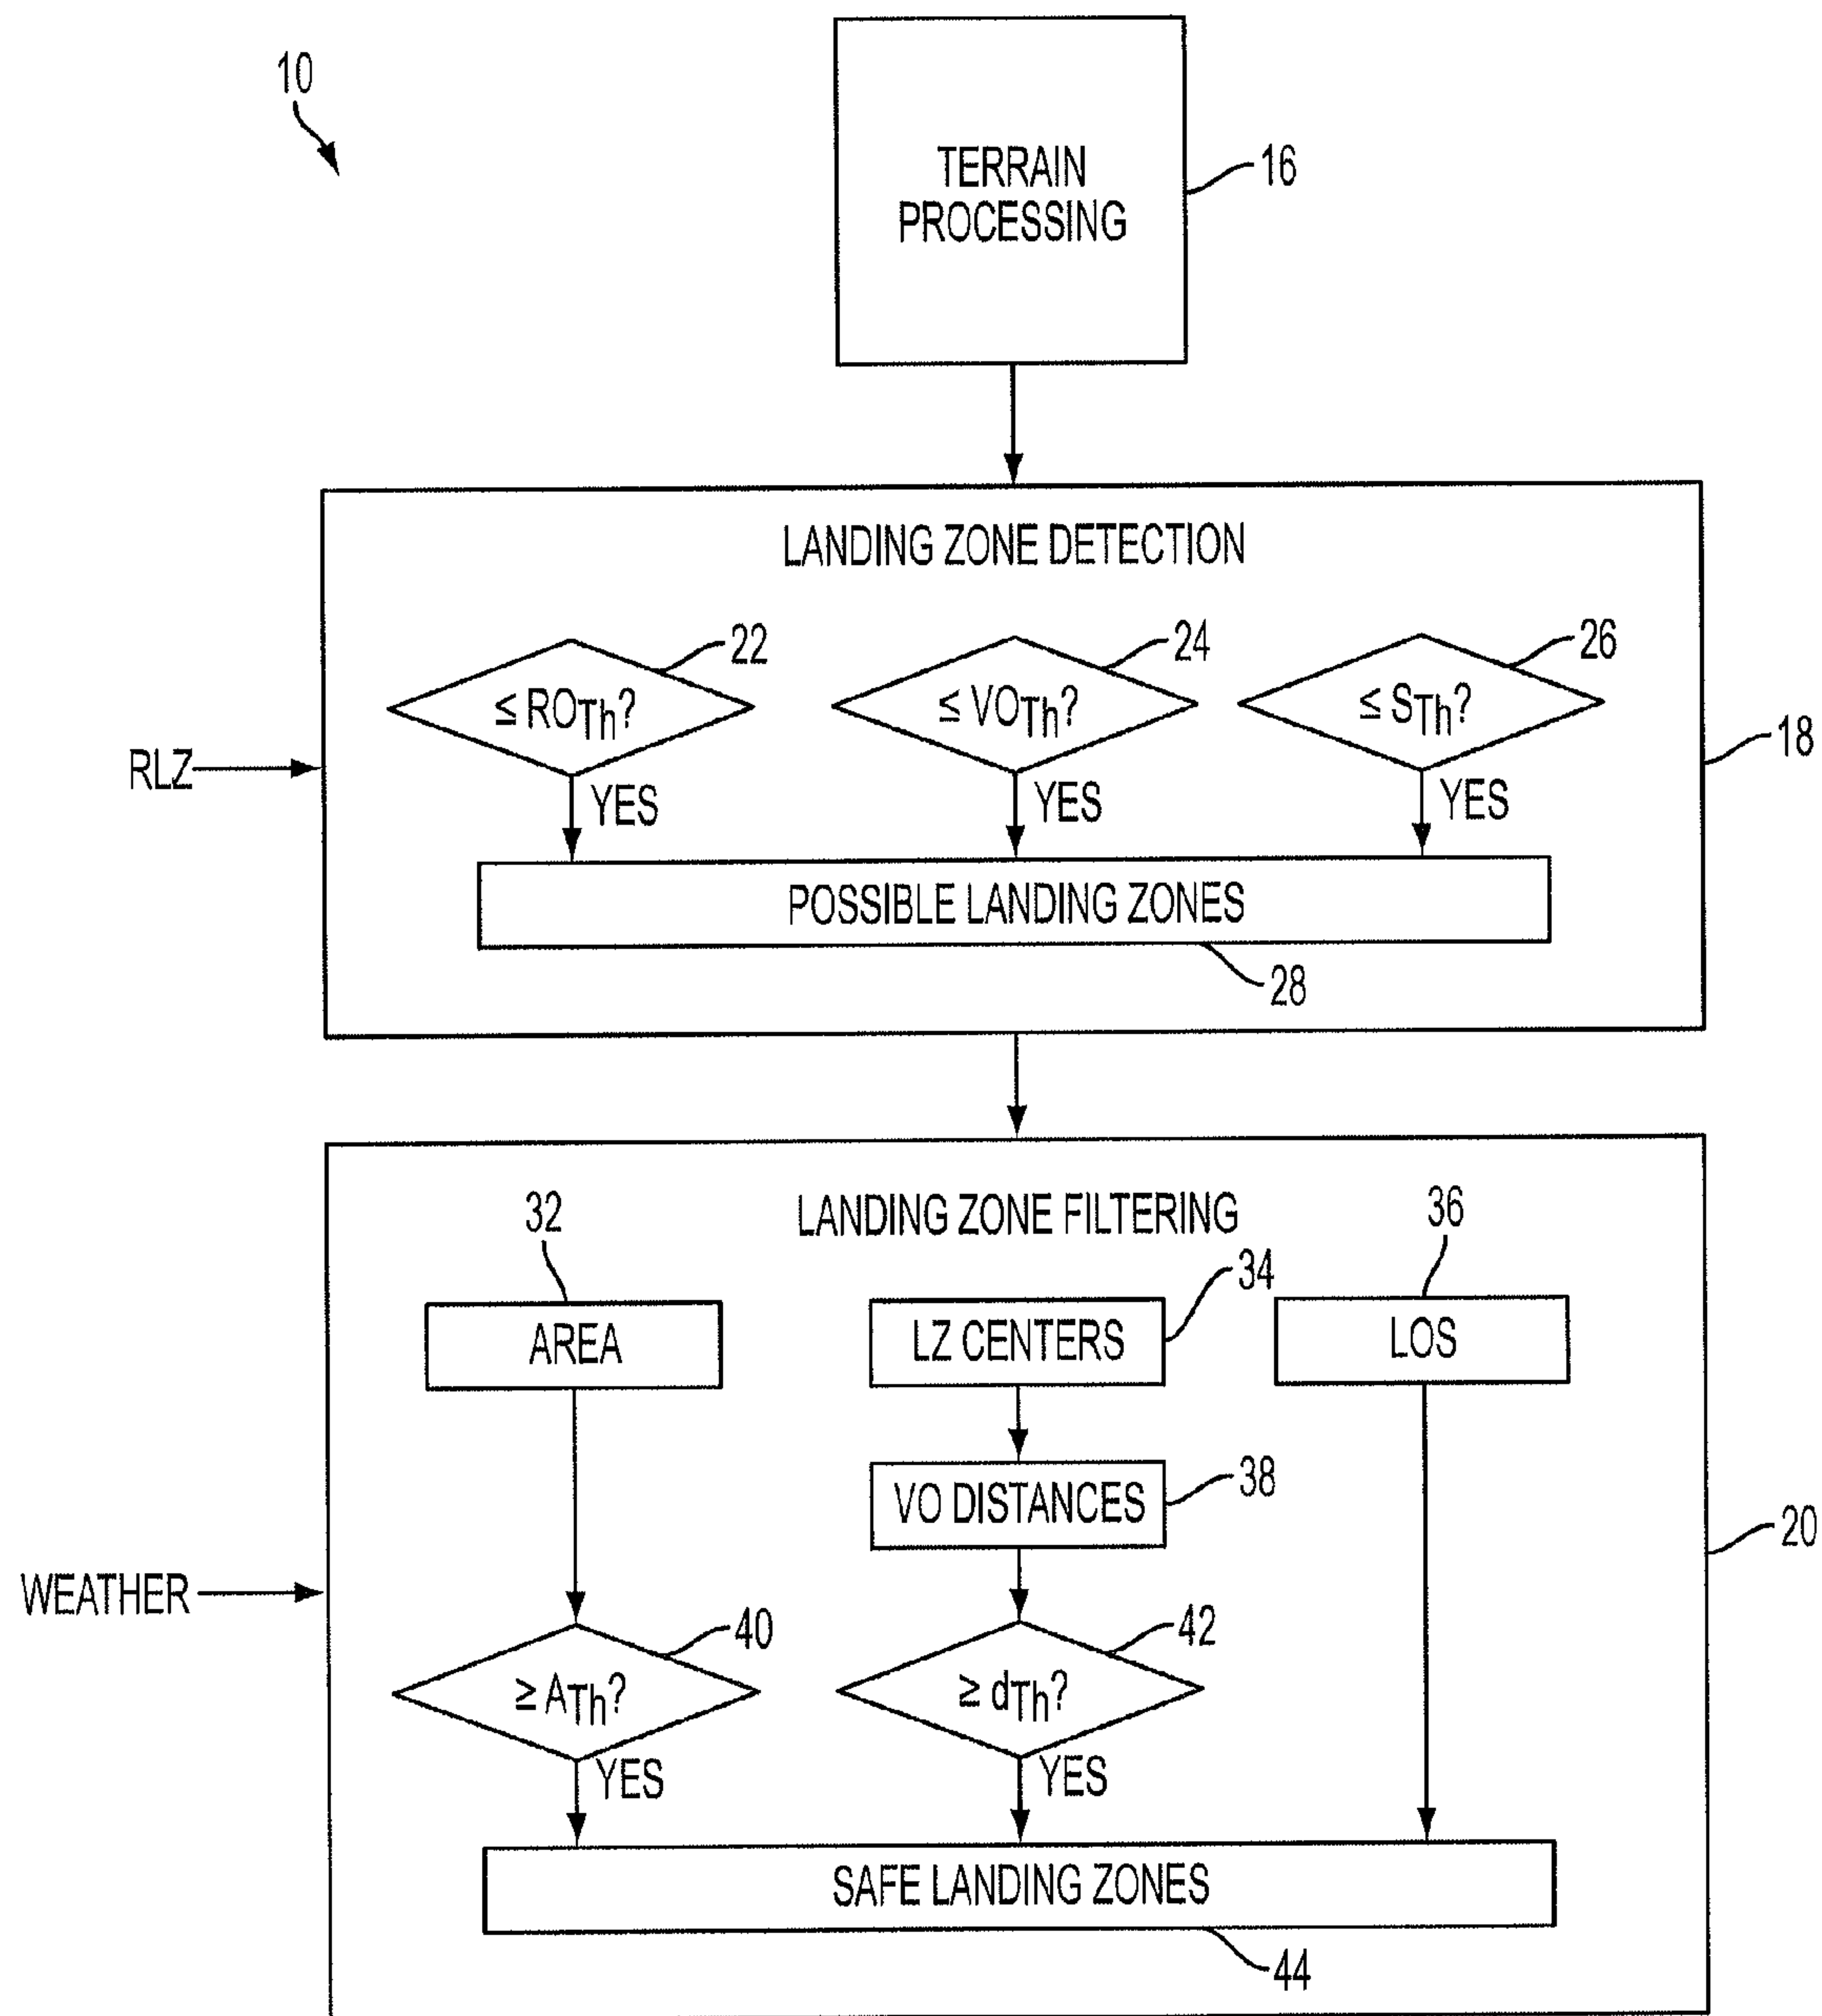 10
TERRAIN
PROCESSING
16
LANDING ZONE DETECTION
22
24
26
≤ ROTh?
≤ VOTh?
≤ STh?
18
RLZ
YES
YES
YES
POSSIBLE LANDING ZONES
28
LANDING ZONE FILTERING
32
34
36
AREA
LZ CENTERS
LOS
VO DISTANCES
38
20
WEATHER
40
42
≥ ATh?
≥ dTh?
YES
YES
SAFE LANDING ZONES
44